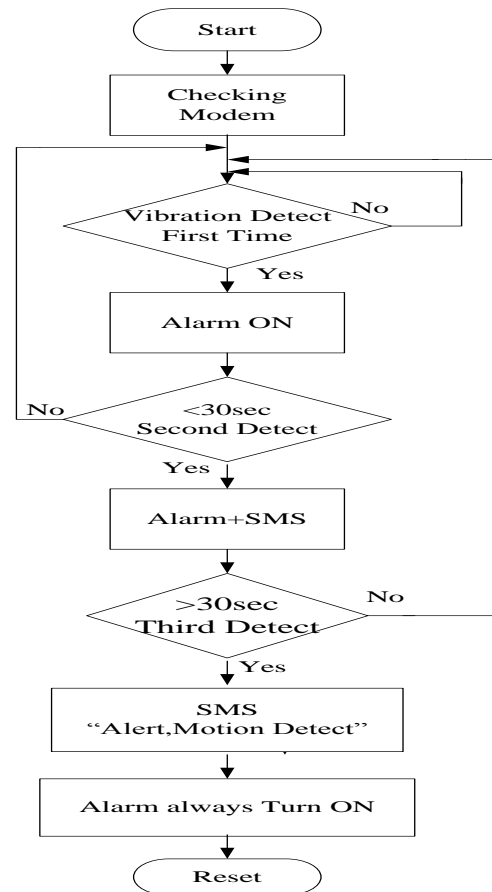 Start
Checking
Modem
Vibration Detect
First Time
No
Yes
Alarm ON
No
<30sec
Second Detect
Yes
Alarm+SMS
>30sec
Third Detect
No
Yes
SMS
“Alert,Motion Detect”
Alarm always Turn ON
Reset